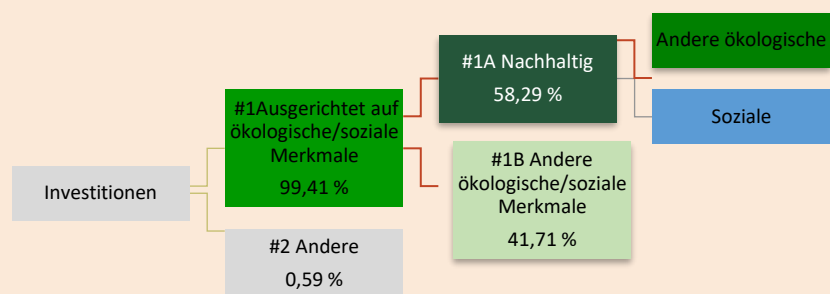 Investitionen
#1Ausgerichtet auf
ökologische/soziale
Merkmale
99,41 %
#2 Andere
0,59 %
#1A Nachhaltig
58,29 %
#1B Andere
ökologische/soziale
Merkmale
41,71 %
Andere ökologische
Soziale